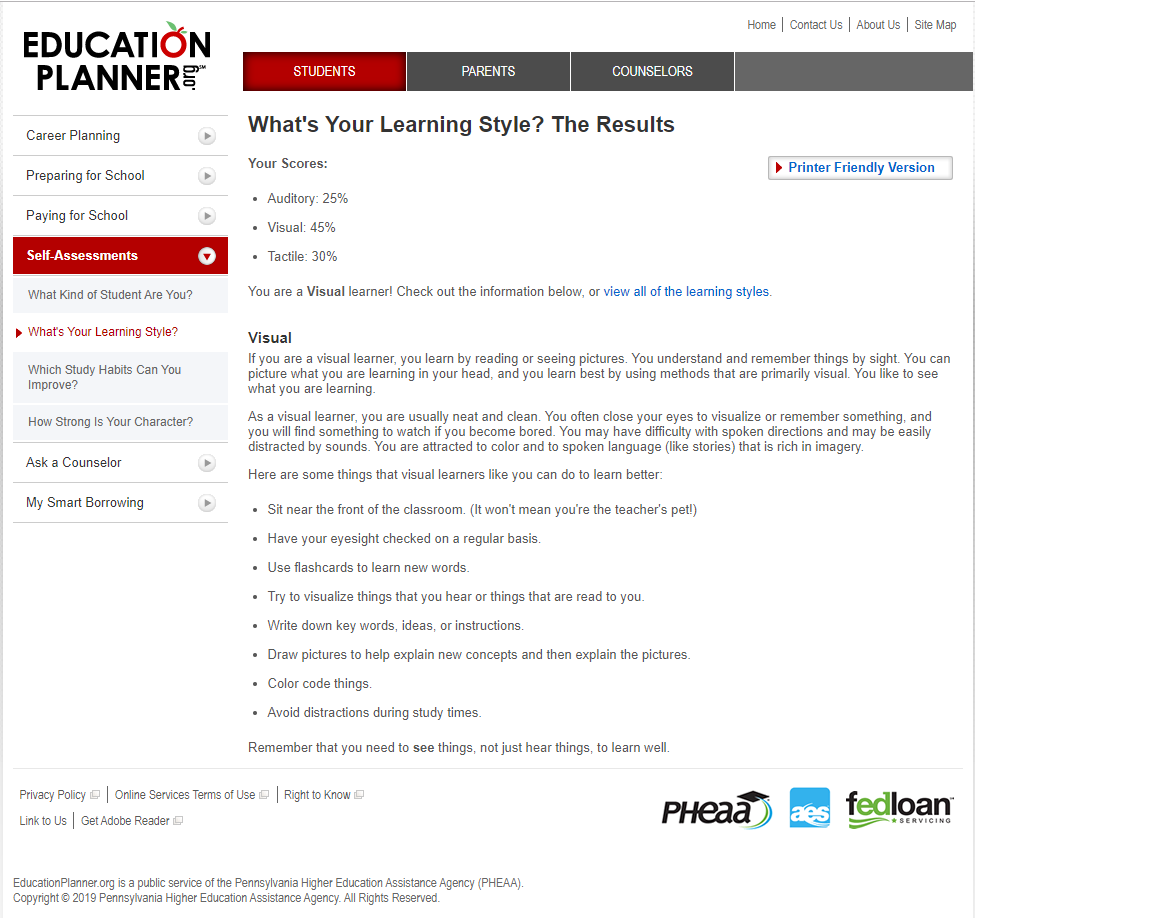 EDUCATION
PLANNER.org SM
Home
Contact Us
About Us
Site Map
STUDENTS
PARENTS
COUNSELORS
Career Planning
Preparing for School
Paying for School
Self-Assessments
What Kind of Student Are You?
What's Your Learning Style?
Which Study Habits Can You
Improve?
How Strong Is Your Character?
Ask a Counselor
My Smart Borrowing
What's Your Learning Style? The Results
Your Scores:
Printer Friendly Version
• Auditory: 25%
• Visual: 45%
• Tactile: 30%
You are a Visual learner! Check out the information below, or view all of the learning styles.
Visual
If you are a visual learner, you learn by reading or seeing pictures. You understand and remember things by sight. You can
picture what you are learning in your head, and you learn best by using methods that are primarily visual. You like to see
what you are learning.
As a visual learner, you are usually neat and clean. You often close your eyes to visualize or remember something, and
you will find something to watch if you become bored. You may have difficulty with spoken directions and may be easily
distracted by sounds. You are attracted to color and to spoken language (like stories) that is rich in imagery.
Here are some things that visual learners like you can do to learn better:
• Sit near the front of the classroom. (It won't mean you're the teacher's pet!)
• Have your eyesight checked on a regular basis.
• Use flashcards to learn new words.
• Try to visualize things that you hear or things that are read to you.
• Write down key words, ideas, or instructions.
• Draw pictures to help explain new concepts and then explain the pictures.
• Color code things.
• Avoid distractions during study times.
Remember that you need to see things, not just hear things, to learn well.
Privacy Policy
Online Services Terms of Use
Right to Know
Link to Us
Get Adobe Reader
PHEAA
aes
fedloan
SERVICING
EducationPlanner.org is a public service of the Pennsylvania Higher Education Assistance Agency (PHEAA).
Copyright © 2019 Pennsylvania Higher Education Assistance Agency. All Rights Reserved.